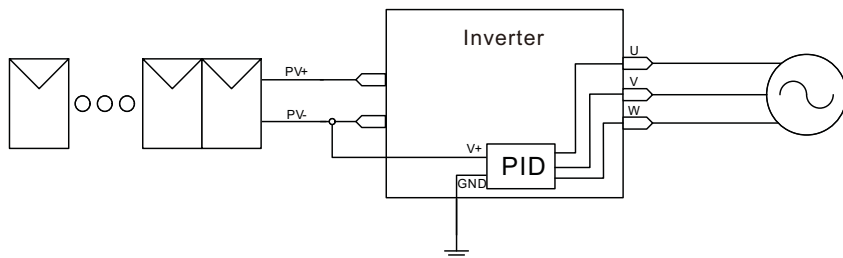 Inverter
U
PV+
V
PV-
W
V+
PID
GND